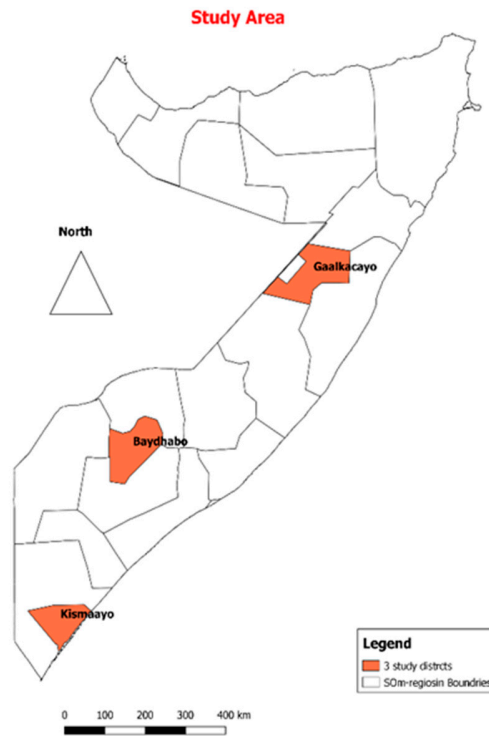 Study Area
North
Gaalkacayo
Baydhabo
Kismaayo
Legend
3 study distrcts
SOm-regiosin Boundries
0 100 200 300 400 km